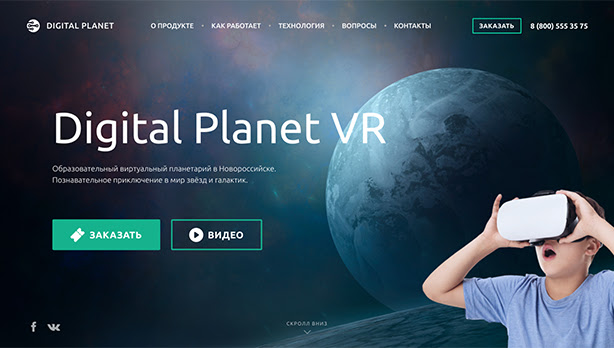 DIGITAL PLANET
О ПРОДУКТЕ • КАК РАБОТАЕТ • ТЕХНОЛОГИЯ • ВОПРОСЫ • КОНТАКТЫ
ЗАКАЗАТЬ
8 (800) 555 35 75
Digital Planet VR
Образовательный виртуальный планетарий в Новороссийске.
Познавательное приключение в мир звёзд и галактик.
ЗАКАЗАТЬ
ВИДЕО
СКРОЛЛ ВНИЗ